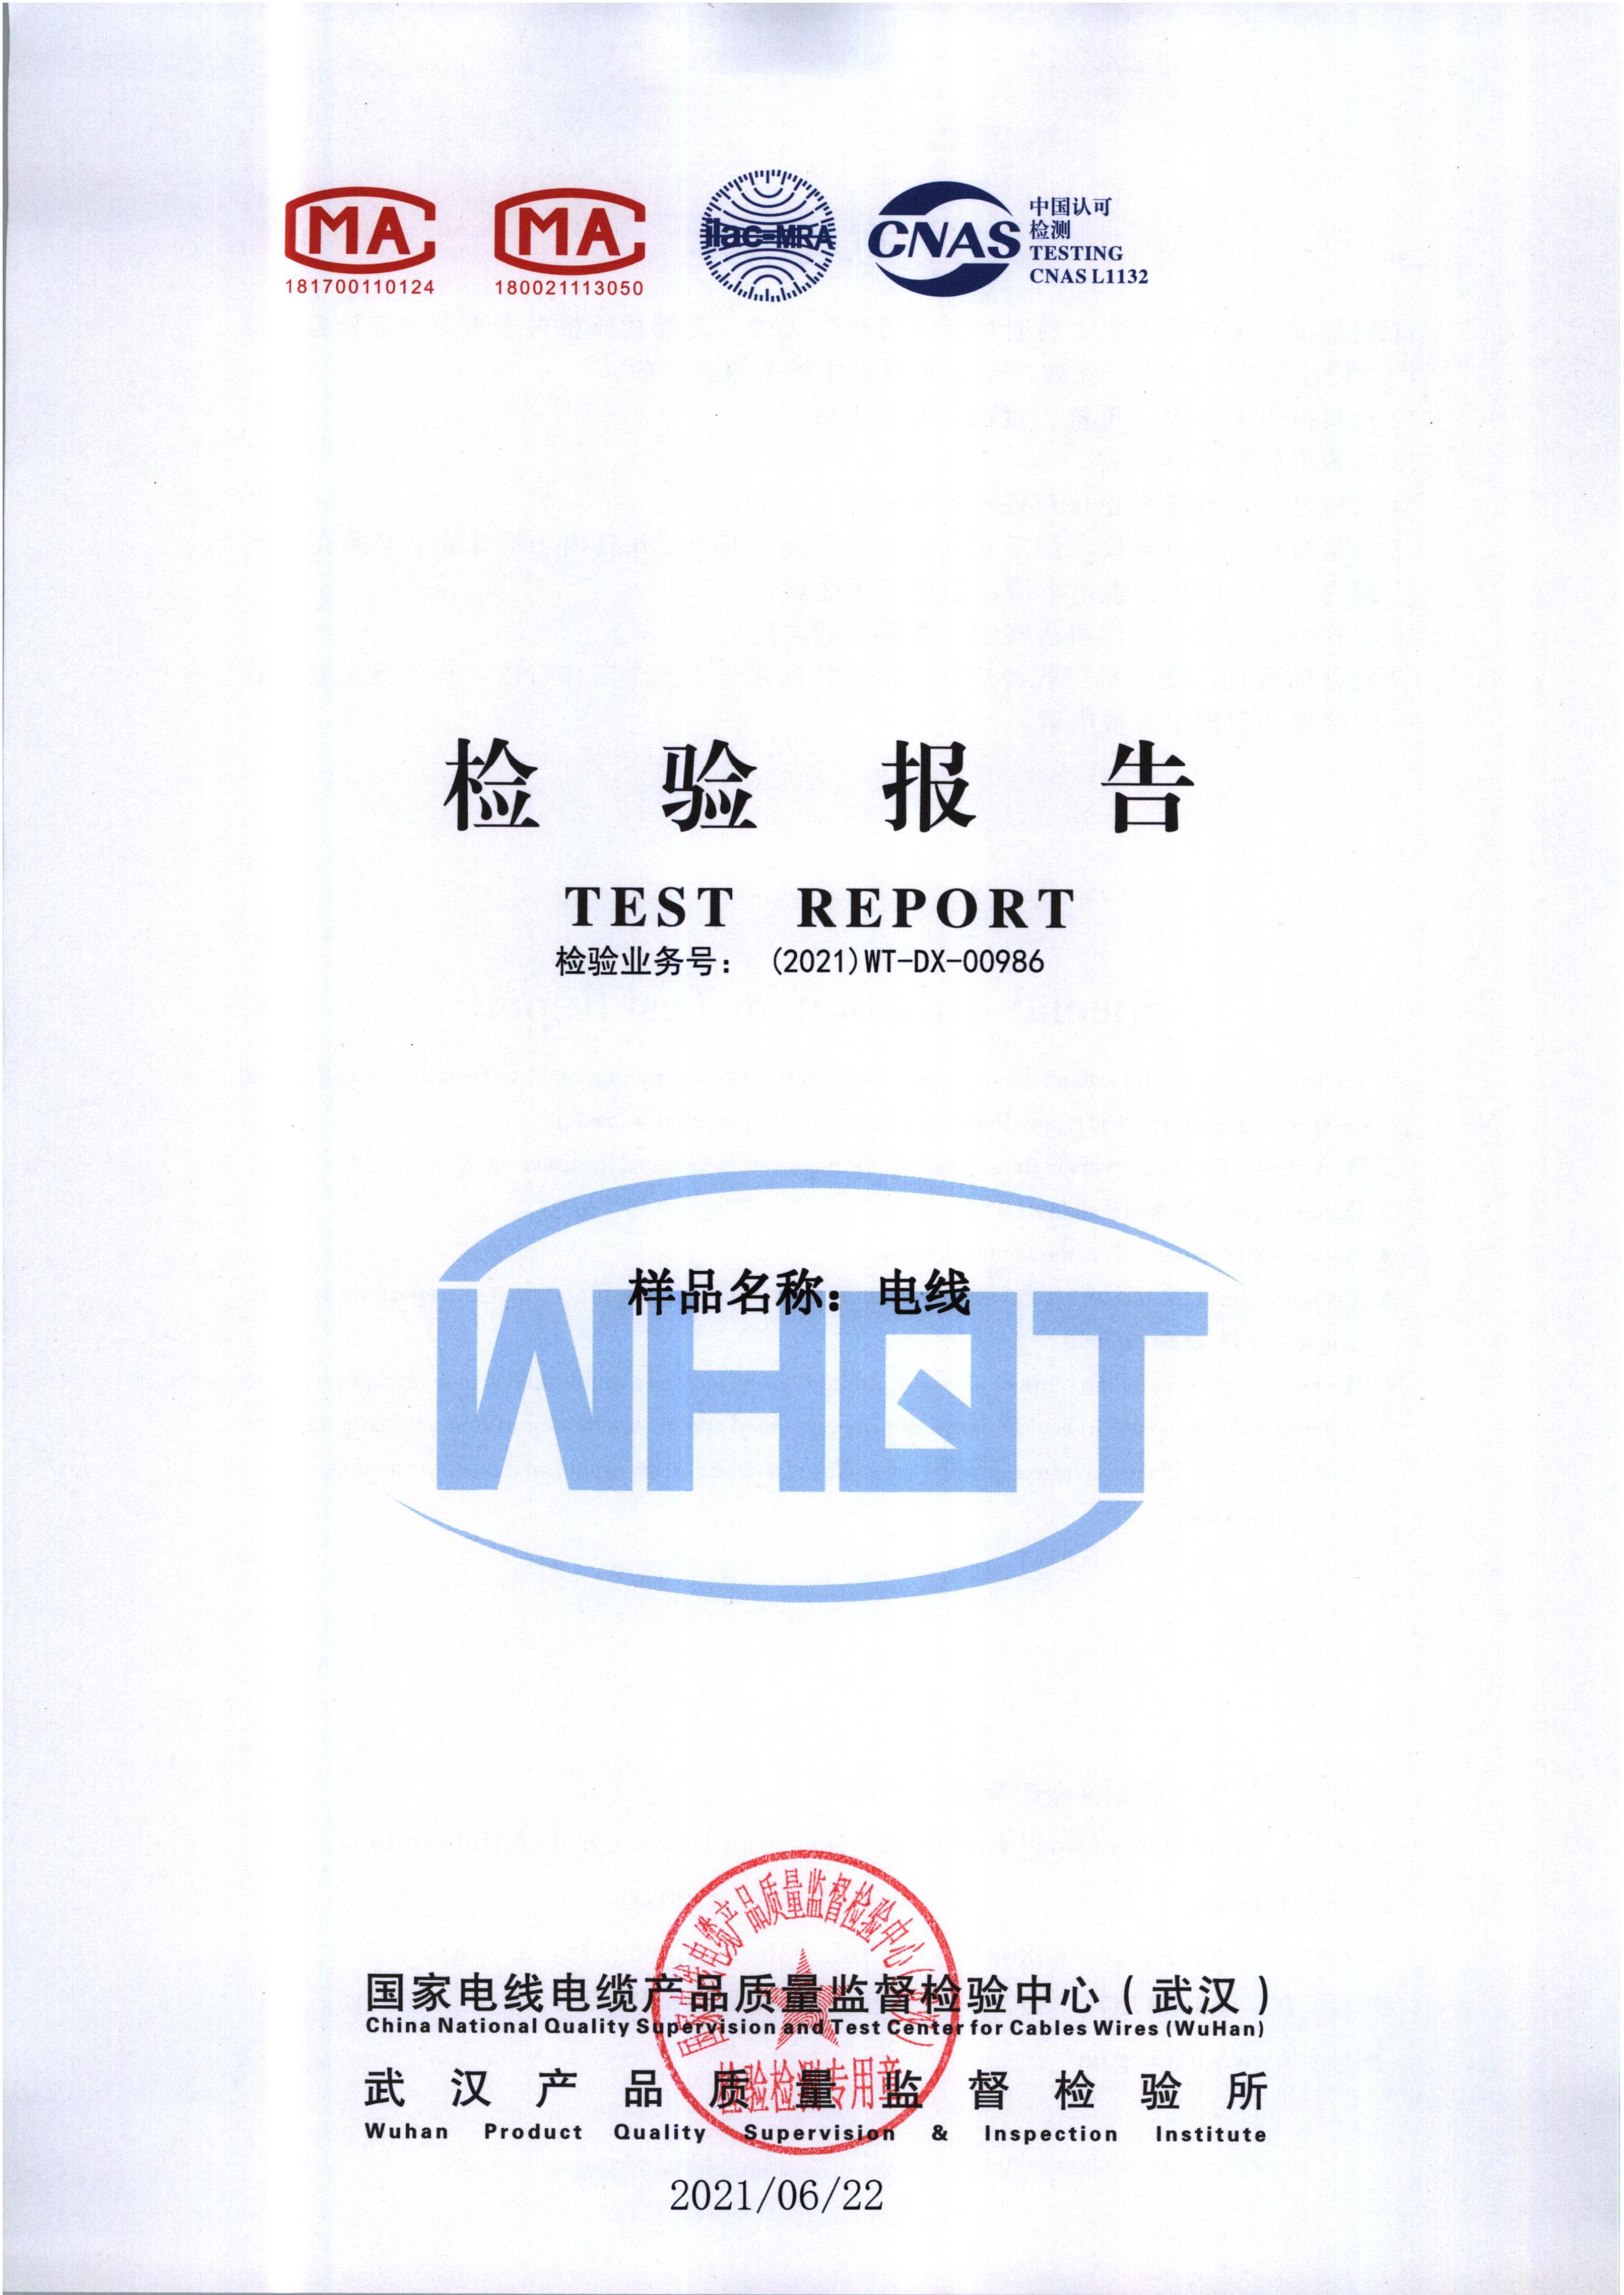 MA
181700110124
MA
180021113050
ilac-MRA
CNAS
中国认可
检测
TESTING
CNAS L1132
检验报告
TEST REPORT
检验业务号： (2021)WT-DX-00986
样品名称：电线
WHQT
国家电线电缆产品质量监督检验中心（武汉）
China National Quality Supervision and Test Center for Cables Wires (WuHan)
武汉产品质量监督检验所
Wuhan Product Quality Supervision & Inspection Institute
国家电线电缆产品质量监督检验中心(武汉)
检验检测专用章
2021/06/22